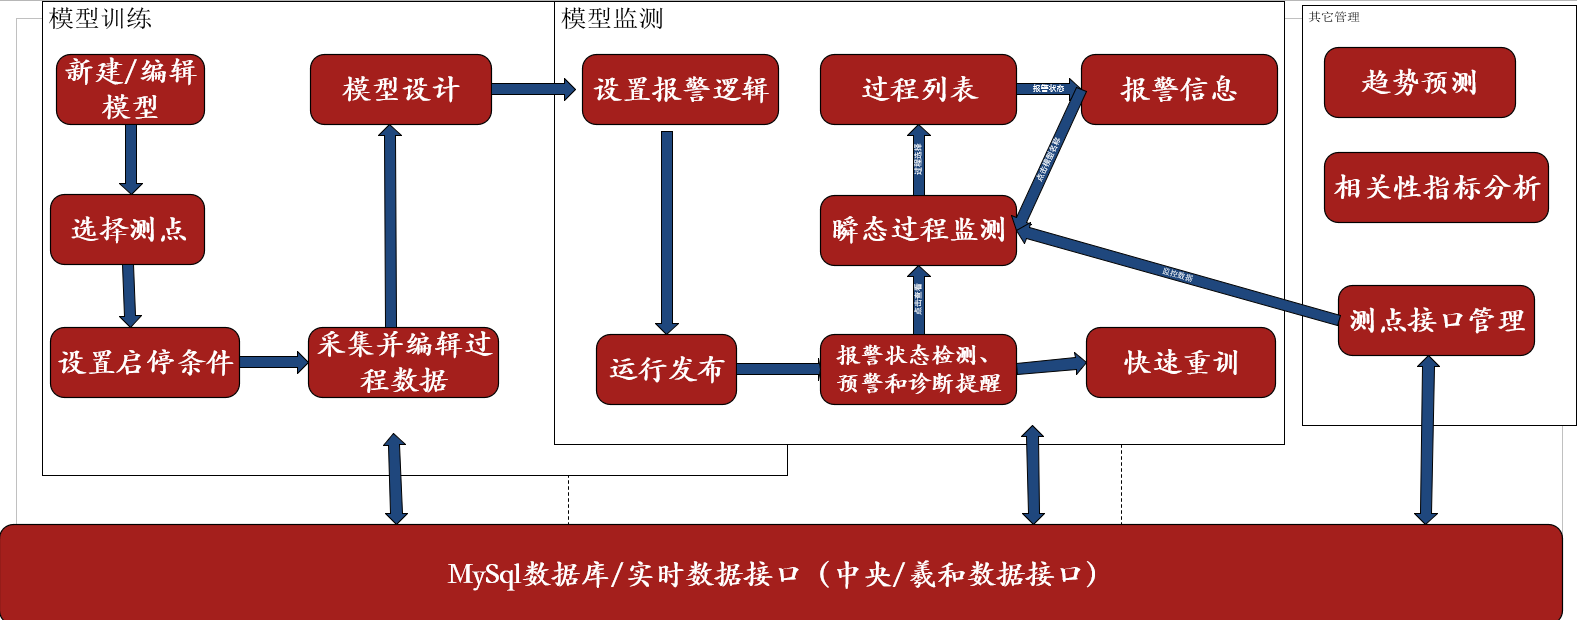 模型训练
新建/编辑
模型
选择测点
设置启停条件
采集并编辑过
程数据
模型设计
模型监测
设置报警逻辑
运行发布
报警状态检测、
预警和诊断提醒
快速重训
点击查看
瞬态过程监测
过程选择
过程列表
报警状态
报警信息
点击模型名称
监控数据
其它管理
趋势预测
相关性指标分析
测点接口管理
MySql数据库/实时数据接口（中央/羲和数据接口）